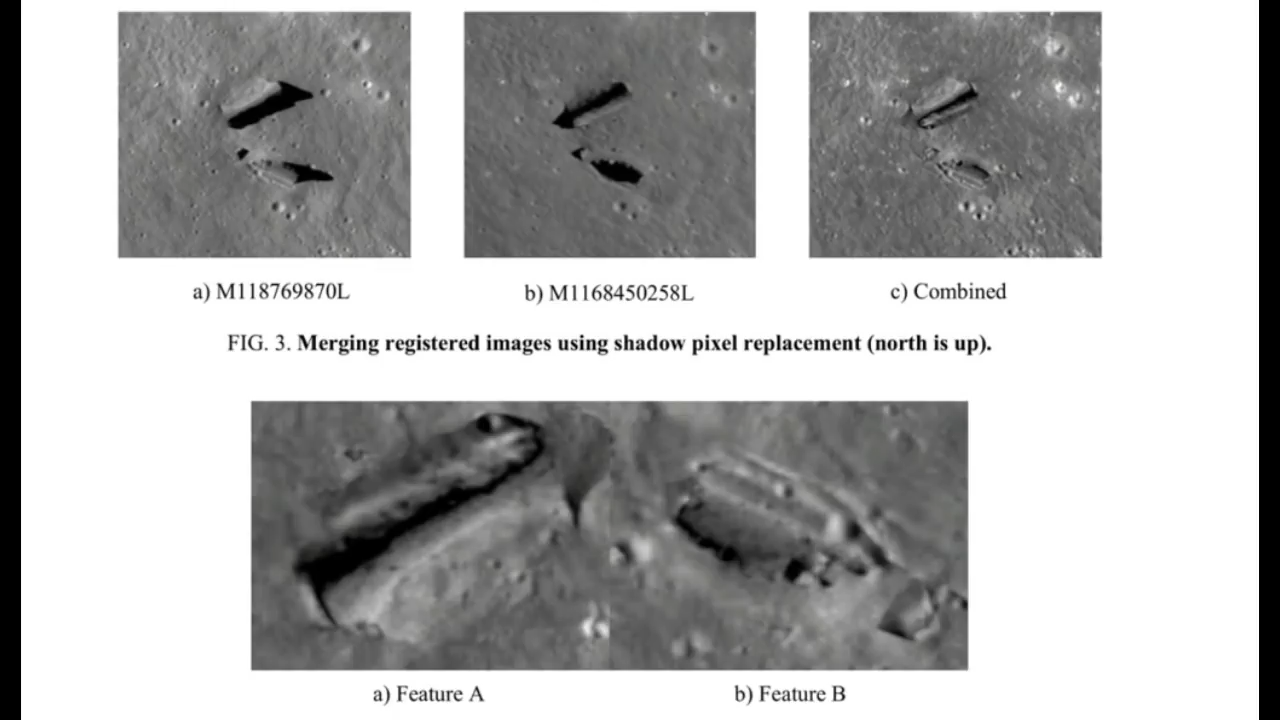 a) M118769870L
b) M1168450258L
c) Combined
FIG. 3. Merging registered images using shadow pixel replacement (north is up).
a) Feature A
b) Feature B